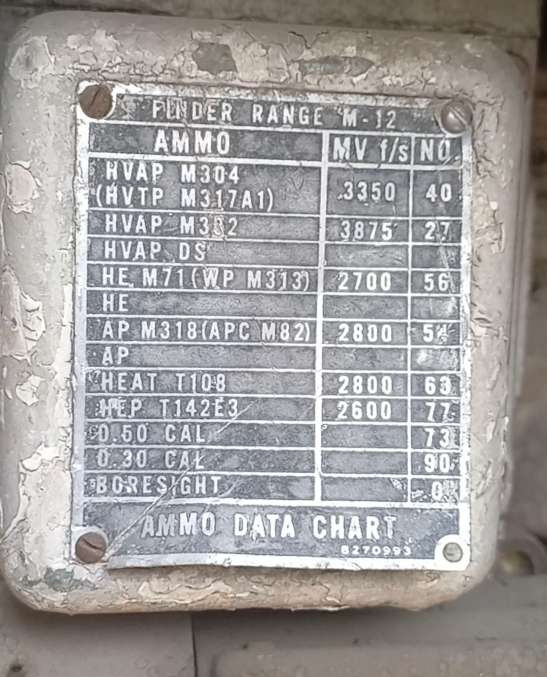 FINDER RANGE M-12
AMMO MV f/s NO.
HVAP M304
(HVTP M317A1) 3350 40
HVAP M332 3875 27
HVAP DS
HE M71(WP M313) 2700 56
HE
AP M318(APC M82) 2800
AP
HEAT T108 2800 63
HEP T142E3 2600 77
0.50 CAL 73
0.30 CAL 90
BORESIGHT 0
AMMO DATA CHART
8270993